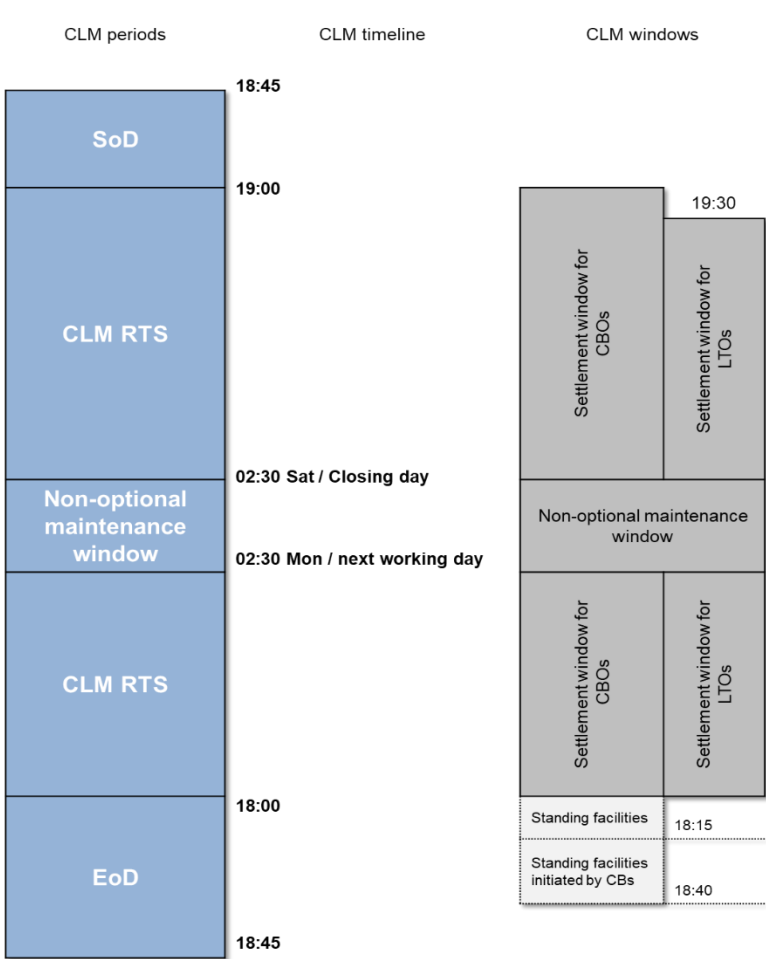 CLM periods
CLM timeline
CLM windows
18:45
SoD
19:00
19:30
CLM RTS
Settlement window for
CBOs
Settlement window for
LTOs
02:30 Sat / Closing day
Non-optional
maintenance
window
Non-optional maintenance
window
02:30 Mon / next working day
CLM RTS
Settlement window for
CBOs
Settlement window for
LTOs
18:00
Standing facilities
18:15
EoD
Standing facilities
initiated by CBs
18:40
18:45